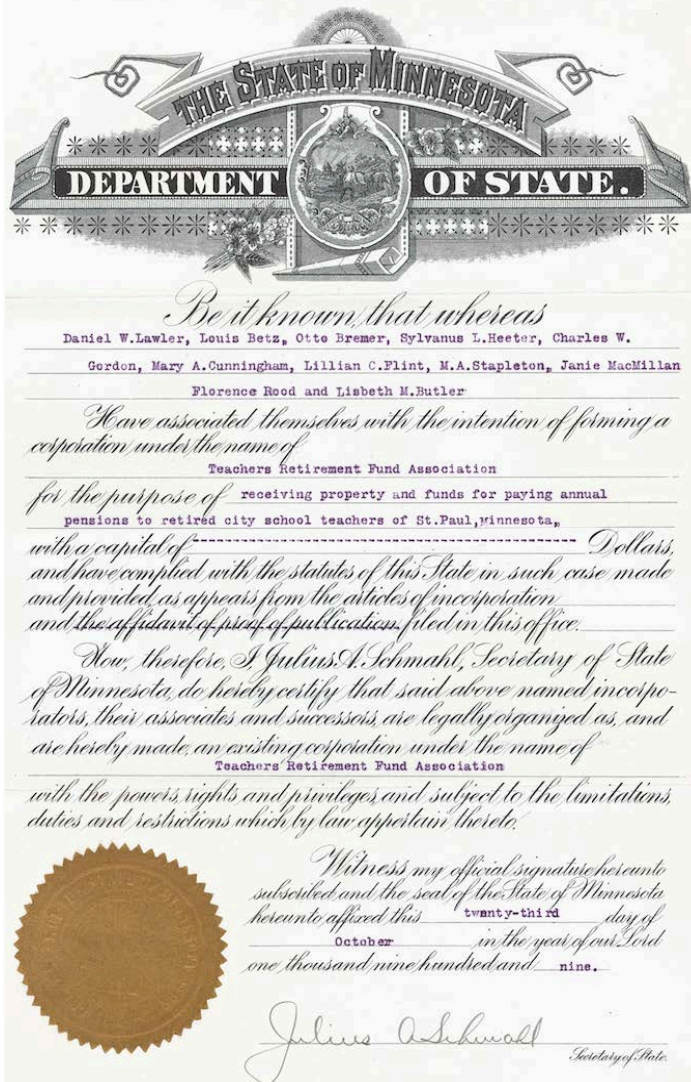 THE STATE OF MINNESOTA
DEPARTMENT OF STATE.
Be it known, that whereas
Daniel W.Lawler, Louis Betz, Otto Bremer, Sylvanus L.Heeter, Charles W.
Gordon, Mary A.Cunningham, Lillian C.Flint, M.A.Stapleton, Janie MacMillan
Florence Rood and Lisbeth M.Butler
Have associated themselves with the intention of forming a
corporation under the name of
Teachers Retirement Fund Association
for the purpose of receiving property and funds for paying annual
pensions to retired city school teachers of St.Paul,Minnesota,
with a capital of ---------------------------------------------- Dollars,
and have complied with the statutes of this State in such case made
and provided, as appears from the articles of incorporation
and the affidavit of proof of publication filed in this office.
Now, therefore, I, Julius A. Schmahl, Secretary of State
of Minnesota, do hereby certify that said above named incorpo-
rators, their associates and successors, are legally organized as, and
are hereby made, an existing corporation under the name of
Teachers Retirement Fund Association
with the powers, rights and privileges, and subject to the limitations,
duties and restrictions which by law appertain thereto.
Witness my official signature hereunto
subscribed and the seal of the State of Minnesota
hereunto affixed this twenty-third day of
October in the year of our Lord
one thousand nine hundred and nine.
Julius A Schmahl
Secretary of State.